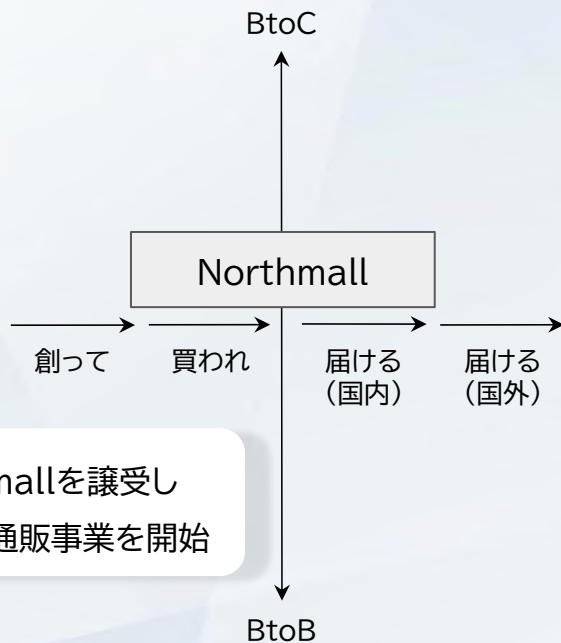 BtoC
Northmall
創って
買われ
届ける
（国内）
届ける
（国外）
mallを譲受し
通販事業を開始
BtoB